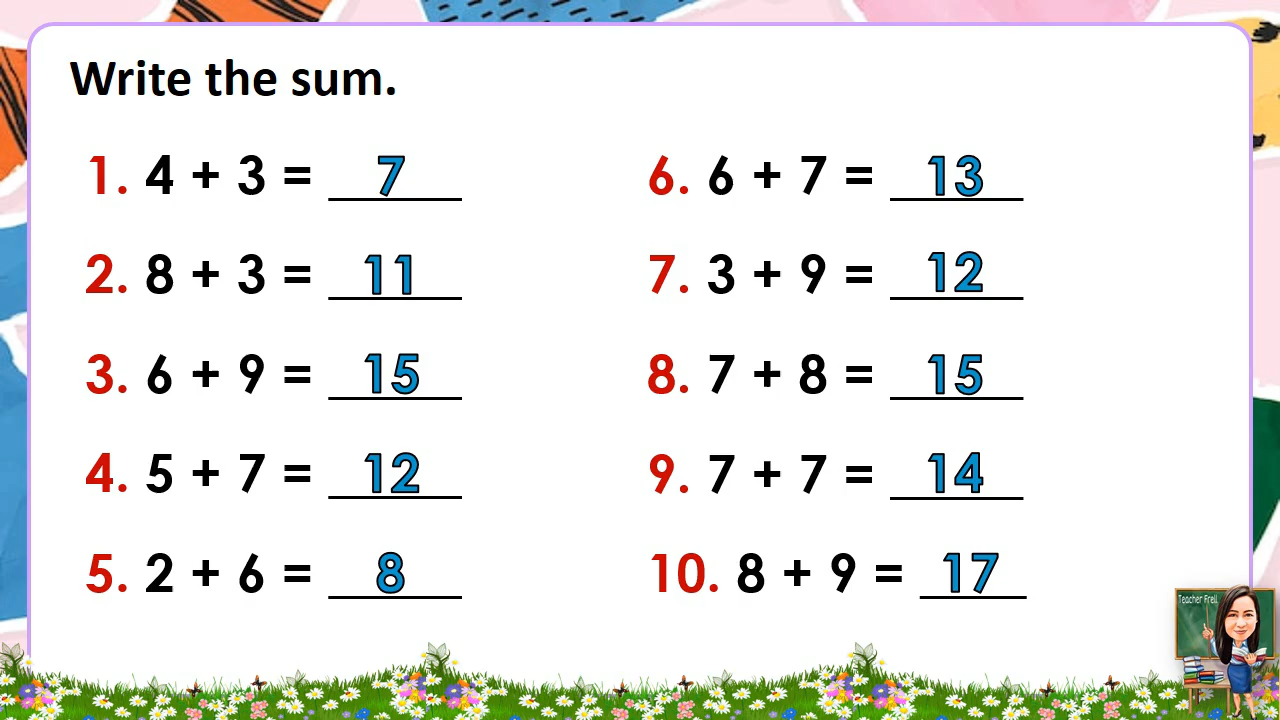 Write the sum.
1. 4 + 3 = 7
2. 8 + 3 = 11
3. 6 + 9 = 15
4. 5 + 7 = 12
5. 2 + 6 = 8
6. 6 + 7 = 13
7. 3 + 9 = 12
8. 7 + 8 = 15
9. 7 + 7 = 14
10. 8 + 9 = 17
Teacher Frell